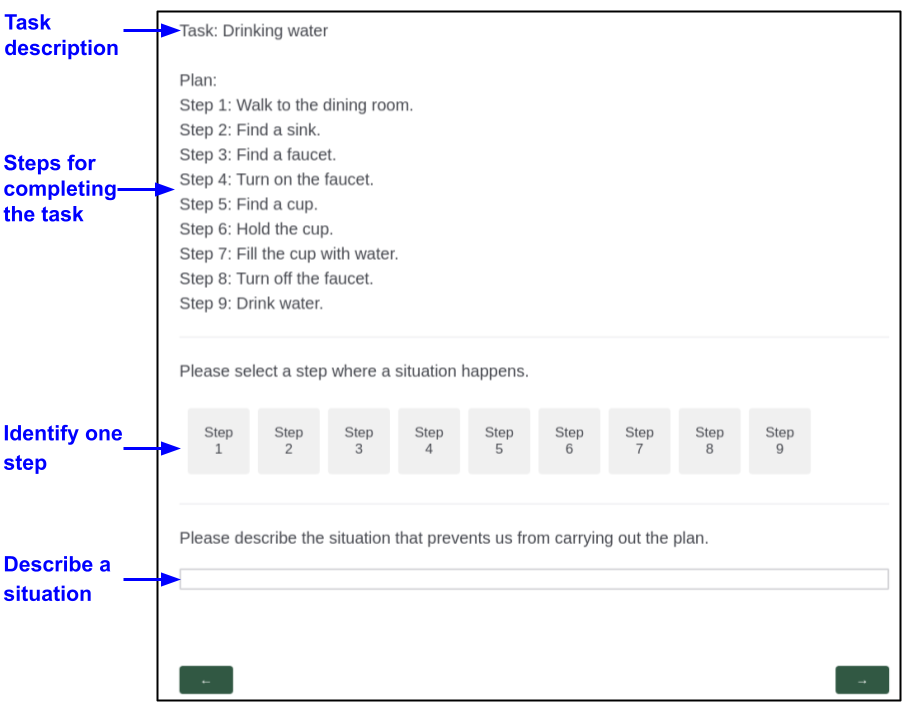 Task
description
Task: Drinking water
Plan:
Step 1: Walk to the dining room.
Step 2: Find a sink.
Step 3: Find a faucet.
Step 4: Turn on the faucet.
Step 5: Find a cup.
Step 6: Hold the cup.
Step 7: Fill the cup with water.
Step 8: Turn off the faucet.
Step 9: Drink water.
Steps for
completing
the task
Please select a step where a situation happens.
Identify one
step
Step 1
Step 2
Step 3
Step 4
Step 5
Step 6
Step 7
Step 8
Step 9
Please describe the situation that prevents us from carrying out the plan.
Describe a
situation
←
→